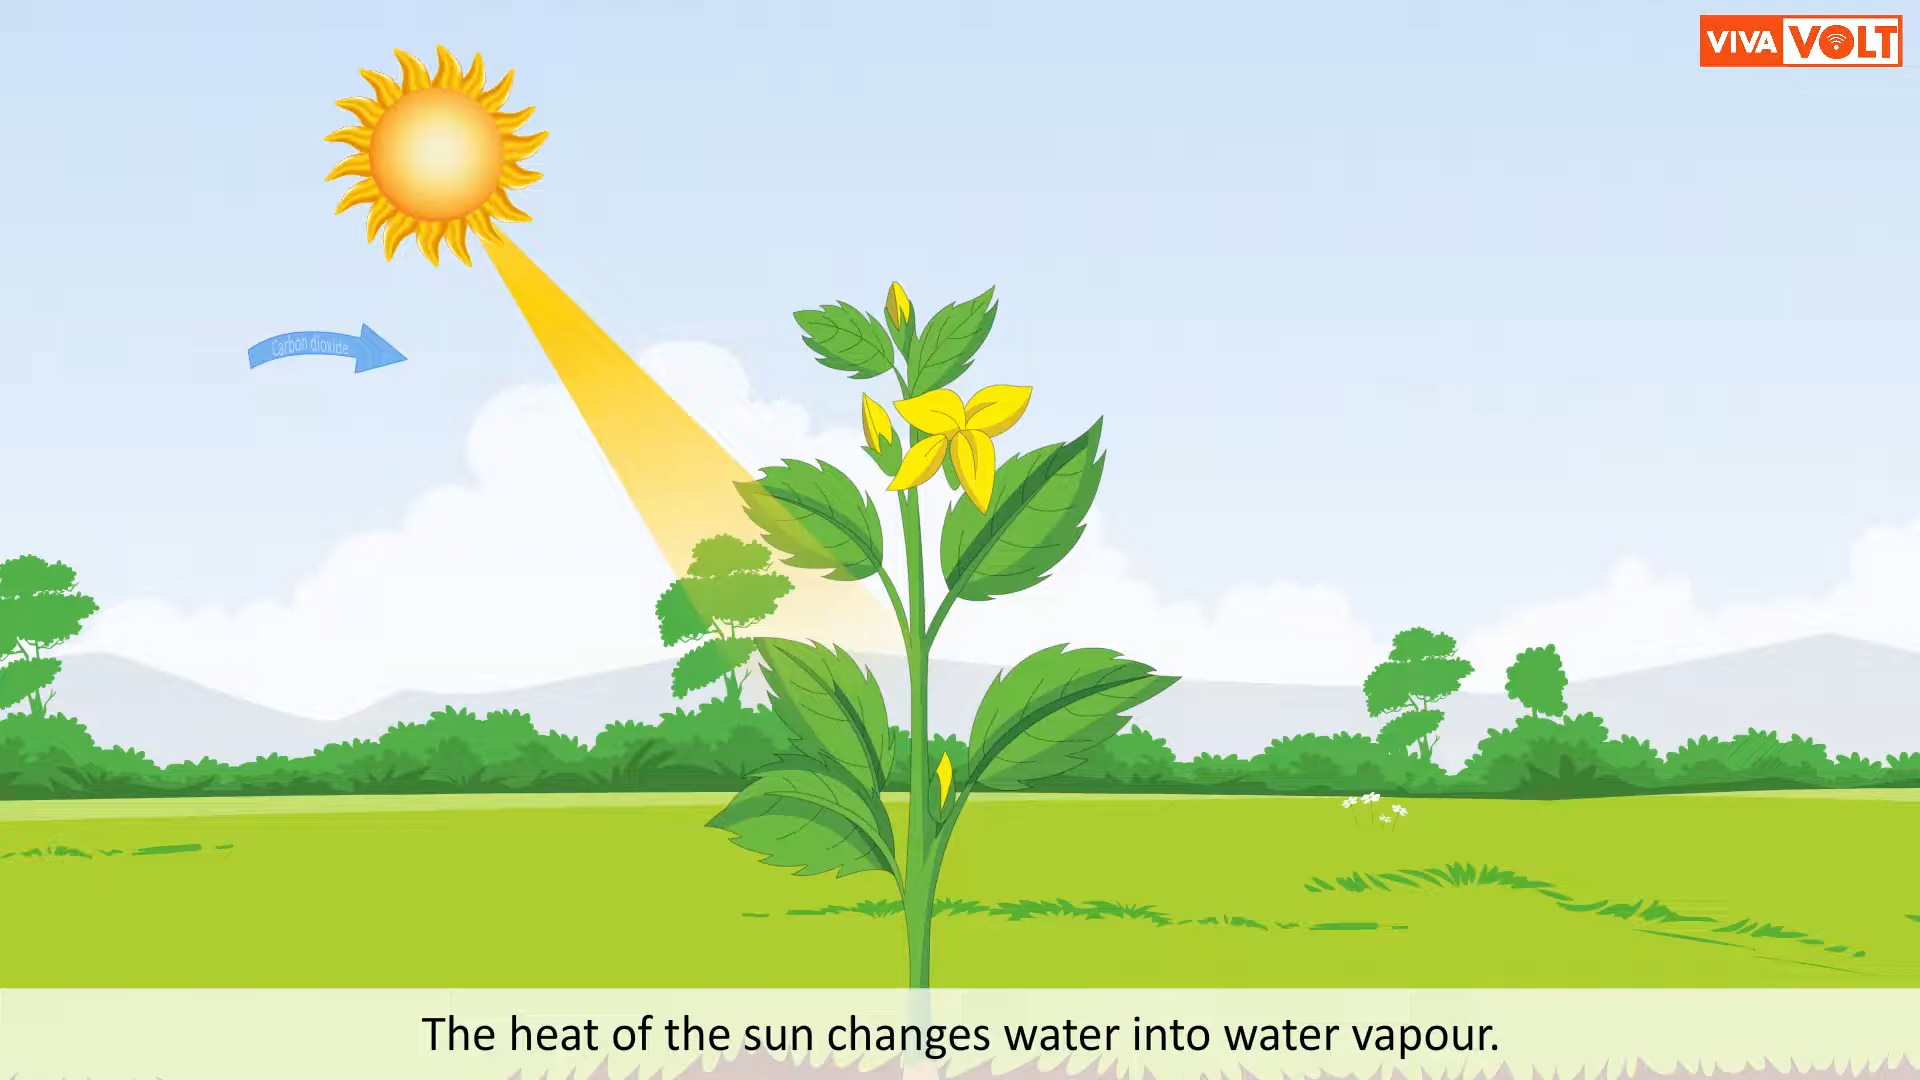 VIVA VOLT
Carbon dioxide
The heat of the sun changes water into water vapour.